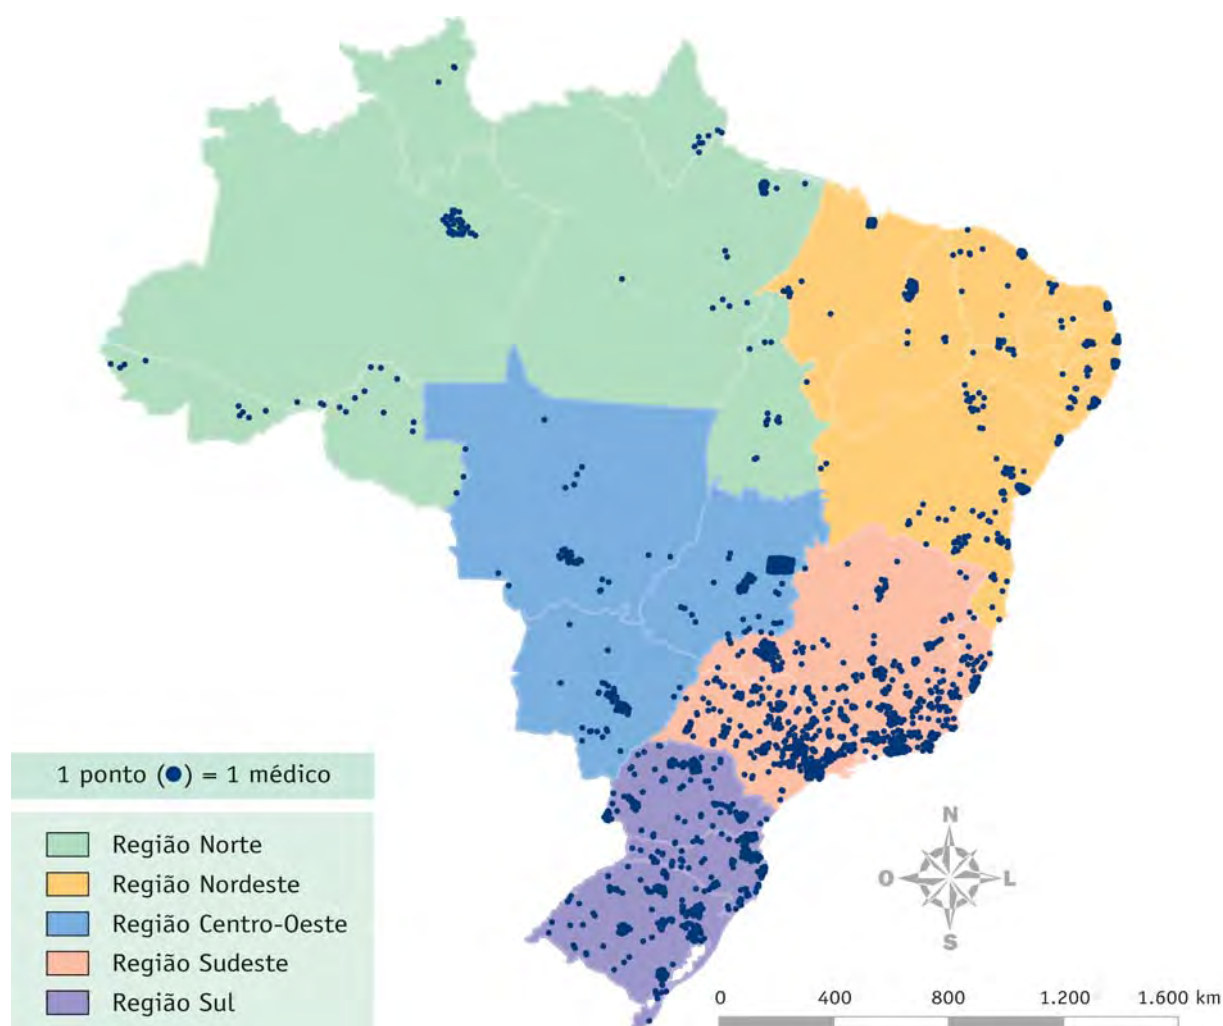 1 ponto (●) = 1 médico
Região Norte
Região Nordeste
Região Centro-Oeste
Região Sudeste
Região Sul
N
O L
S
0 400 800 1.200 1.600 km